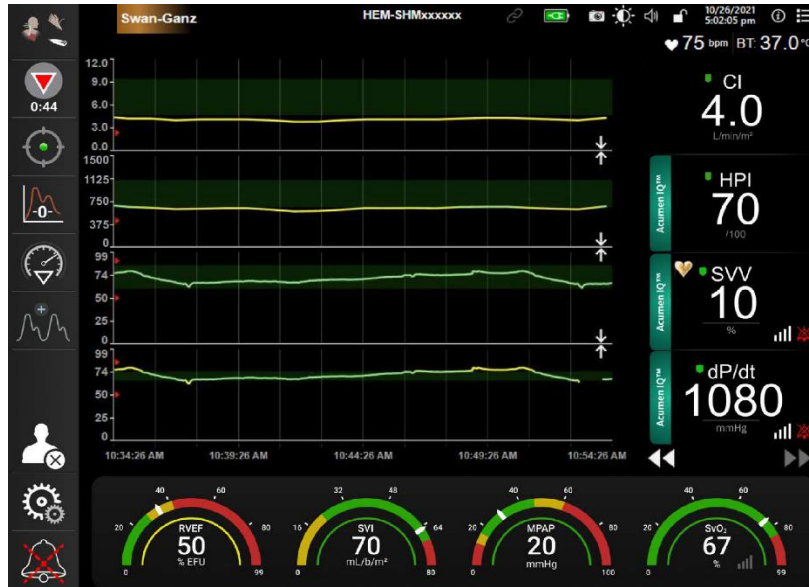 Swan-Ganz
HEM-SHMxxxxxx
10/26/2021
5:02:05 pm
75 bpm BT: 37.0°C
0:44
-0-
12.0
9.0
6.0
3.0
0.0
1500
1125
750
375
0
99
74
50
25
0
99
74
50
25
0
10:34:26 AM 10:39:26 AM 10:44:26 AM 10:49:26 AM 10:54:26 AM
CI
4.0
L/min/m²
Acumen IQ™
HPI
70
/100
Acumen IQ™
SVV
10
%
Acumen IQ™
dP/dt
1080
mmHg
0 20 40 60 80 99
RVEF
50
% EFU
0 16 32 48 64 80
SVI
70
mL/b/m²
0 20 40 60 80 99
MPAP
20
mmHg
0 20 40 60 80 99
SvO₂
67
%